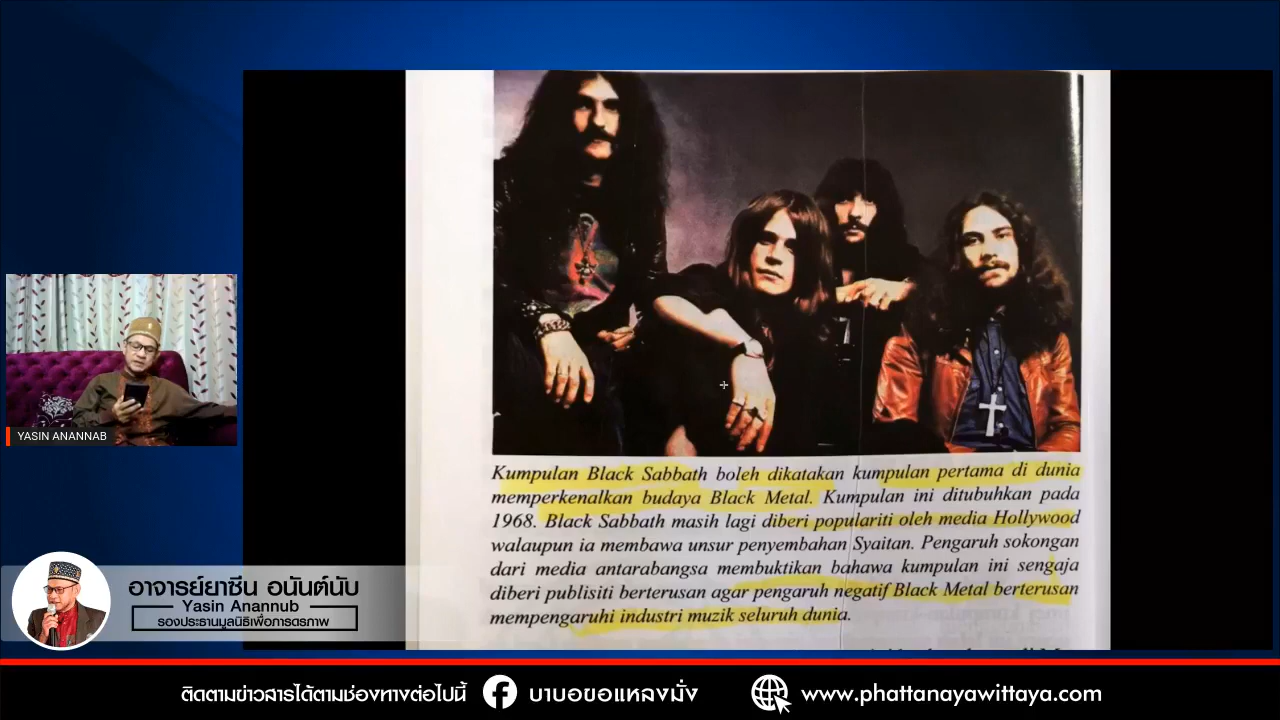 Kumpulan Black Sabbath boleh dikatakan kumpulan pertama di dunia
memperkenalkan budaya Black Metal. Kumpulan ini ditubuhkan pada
1968. Black Sabbath masih lagi diberi populariti oleh media Hollywood
walaupun ia membawa unsur penyembahan Syaitan. Pengaruh sokongan
dari media antarabangsa membuktikan bahawa kumpulan ini sengaja
diberi publisiti berterusan agar pengaruh negatif Black Metal berterusan
mempengaruhi industri muzik seluruh dunia.
YASIN ANANNAB
อาจารย์ยาซีน อนันต์นับ
Yasin Anannub
รองประธานมูลนิธิเพื่อการตรภาพ
ติดตามข่าวสารได้ตามช่องทางต่อไปนี้
บาบอขอแหลงมั่ง
www.phattanayawittaya.com